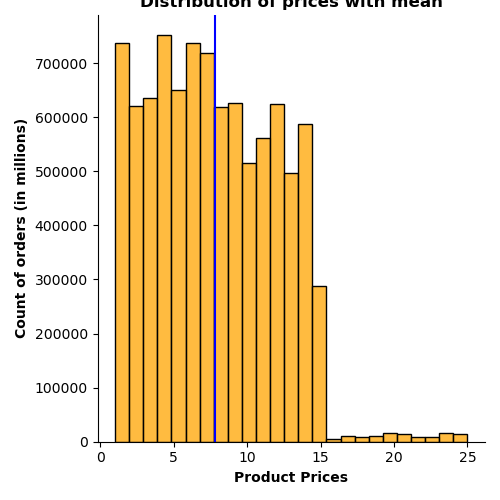 Distribution of prices with mean
700000
600000
500000
400000
300000
200000
100000
0
Count of orders (in millions)
0 5 10 15 20 25
Product Prices